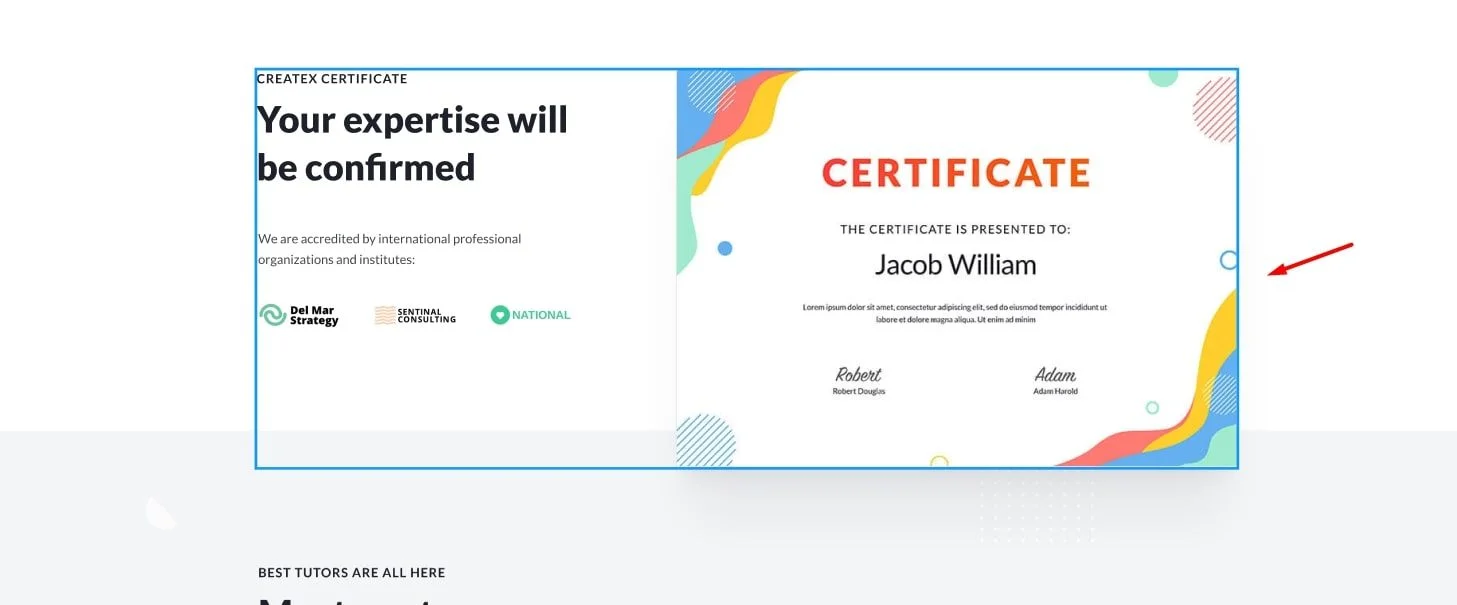 CREATEX CERTIFICATE
Your expertise will
be confirmed
We are accredited by international professional
organizations and institutes:
Del Mar
Strategy
SENTINAL
CONSULTING
NATIONAL
CERTIFICATE
THE CERTIFICATE IS PRESENTED TO:
Jacob William
Lorem ipsum dolor sit amet, consectetur adipiscing elit, sed do eiusmod tempor incididunt ut
labore et dolore magna aliqua. Ut enim ad minim
Robert
Robert Douglas
Adam
Adam Harold
BEST TUTORS ARE ALL HERE